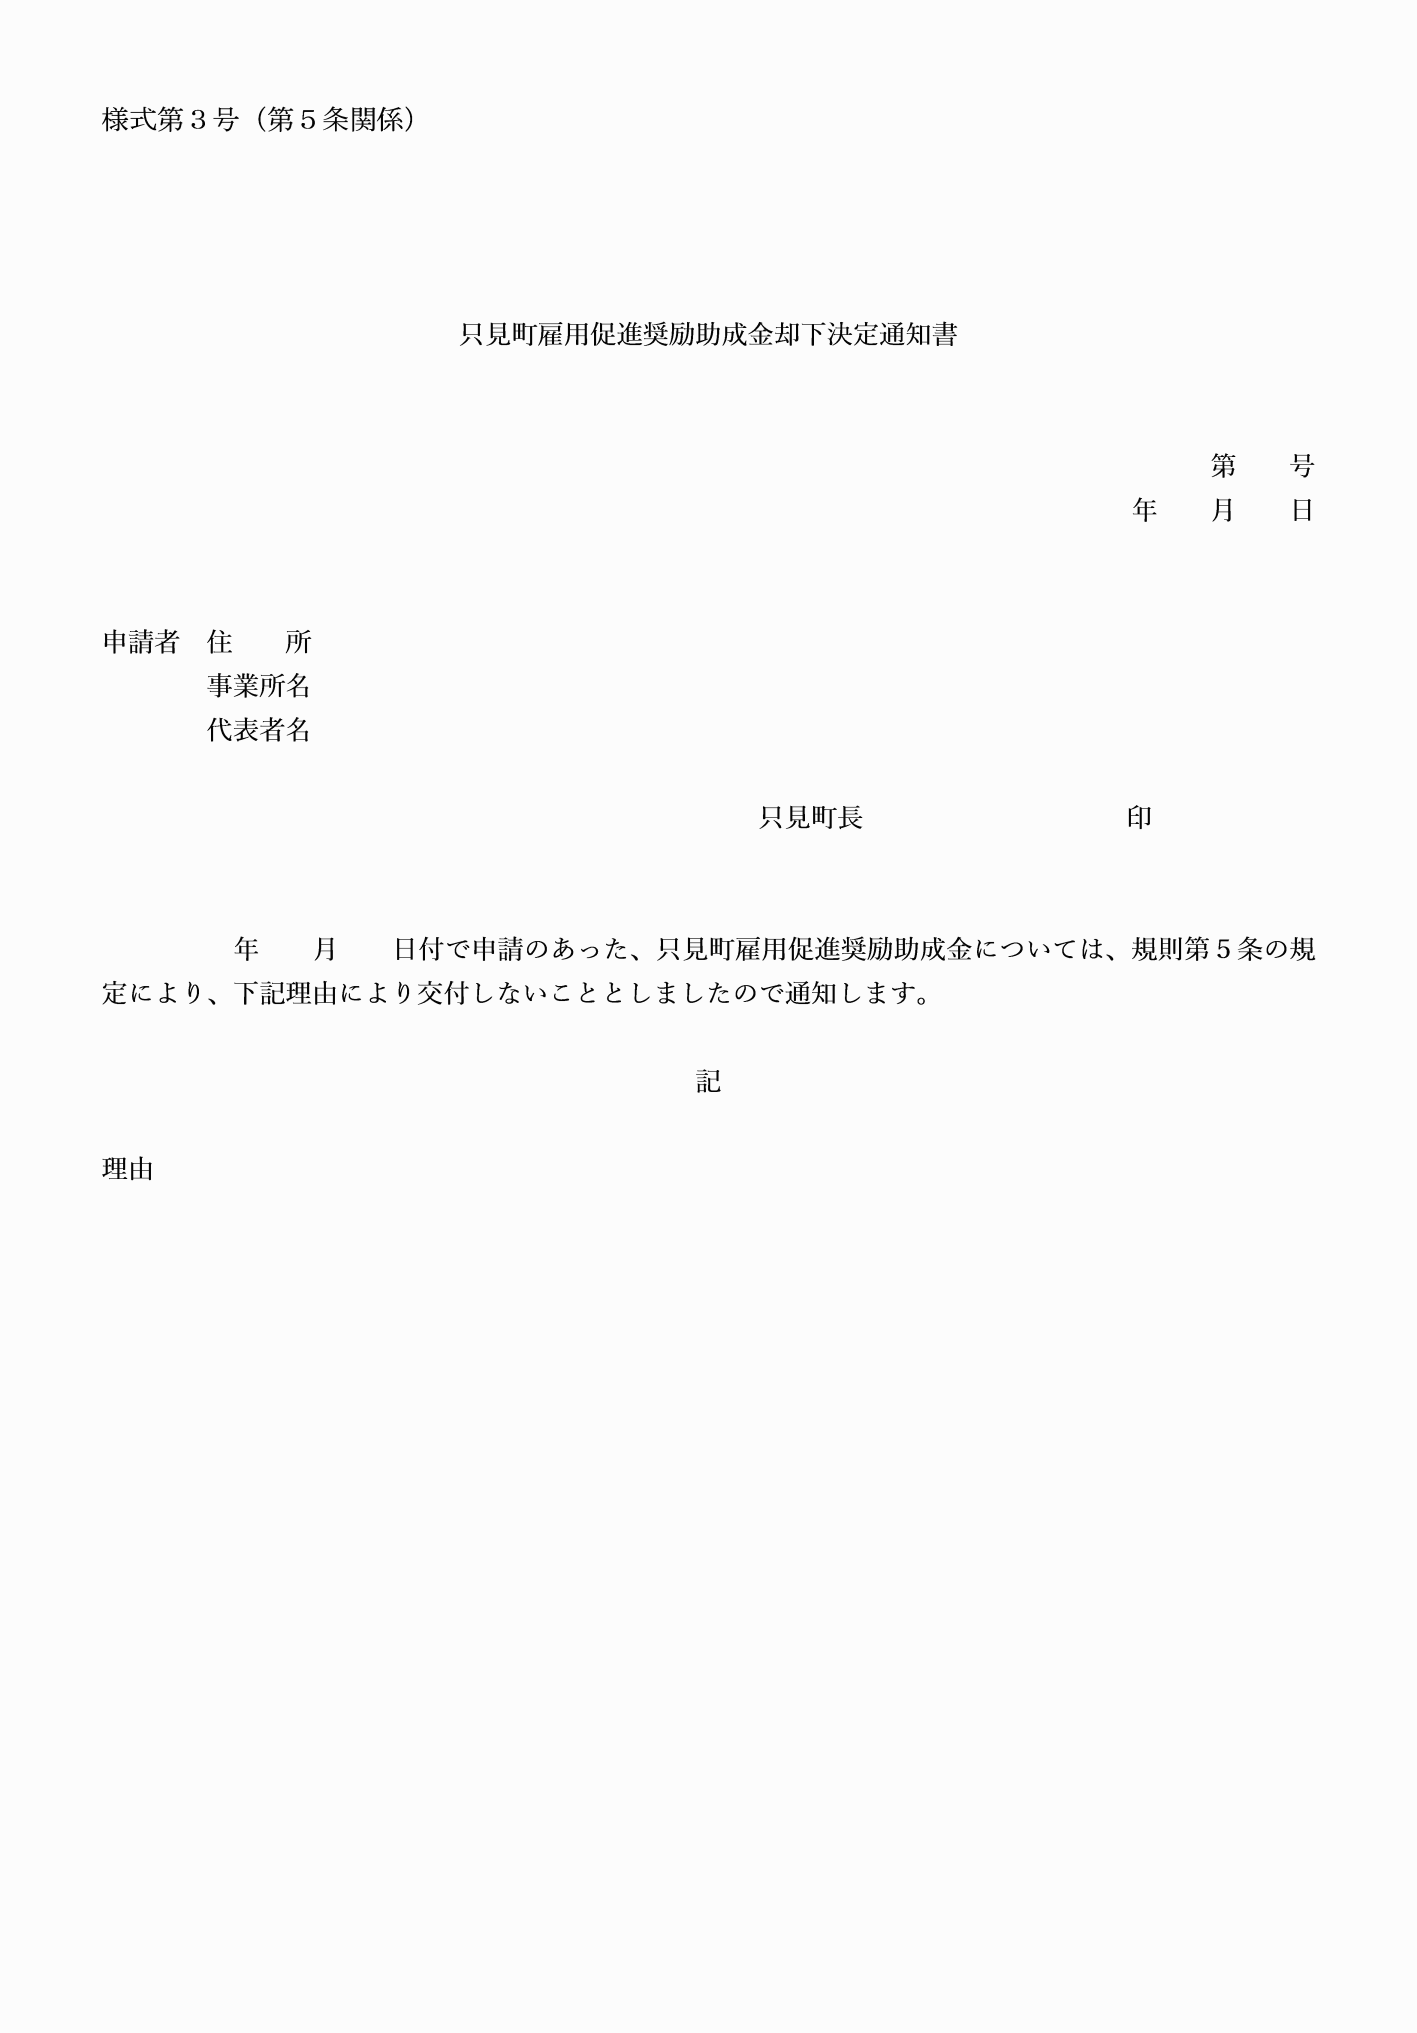 様式第３号（第５条関係）
只見町雇用促進奨励助成金却下決定通知書
第　　号
年　　月　　日
申請者　住　　所
事業所名
代表者名
只見町長　　　　　　　　　　印
年　　月　　日付で申請のあった、只見町雇用促進奨励助成金については、規則第５条の規
定により、下記理由により交付しないこととしましたので通知します。
記
理由